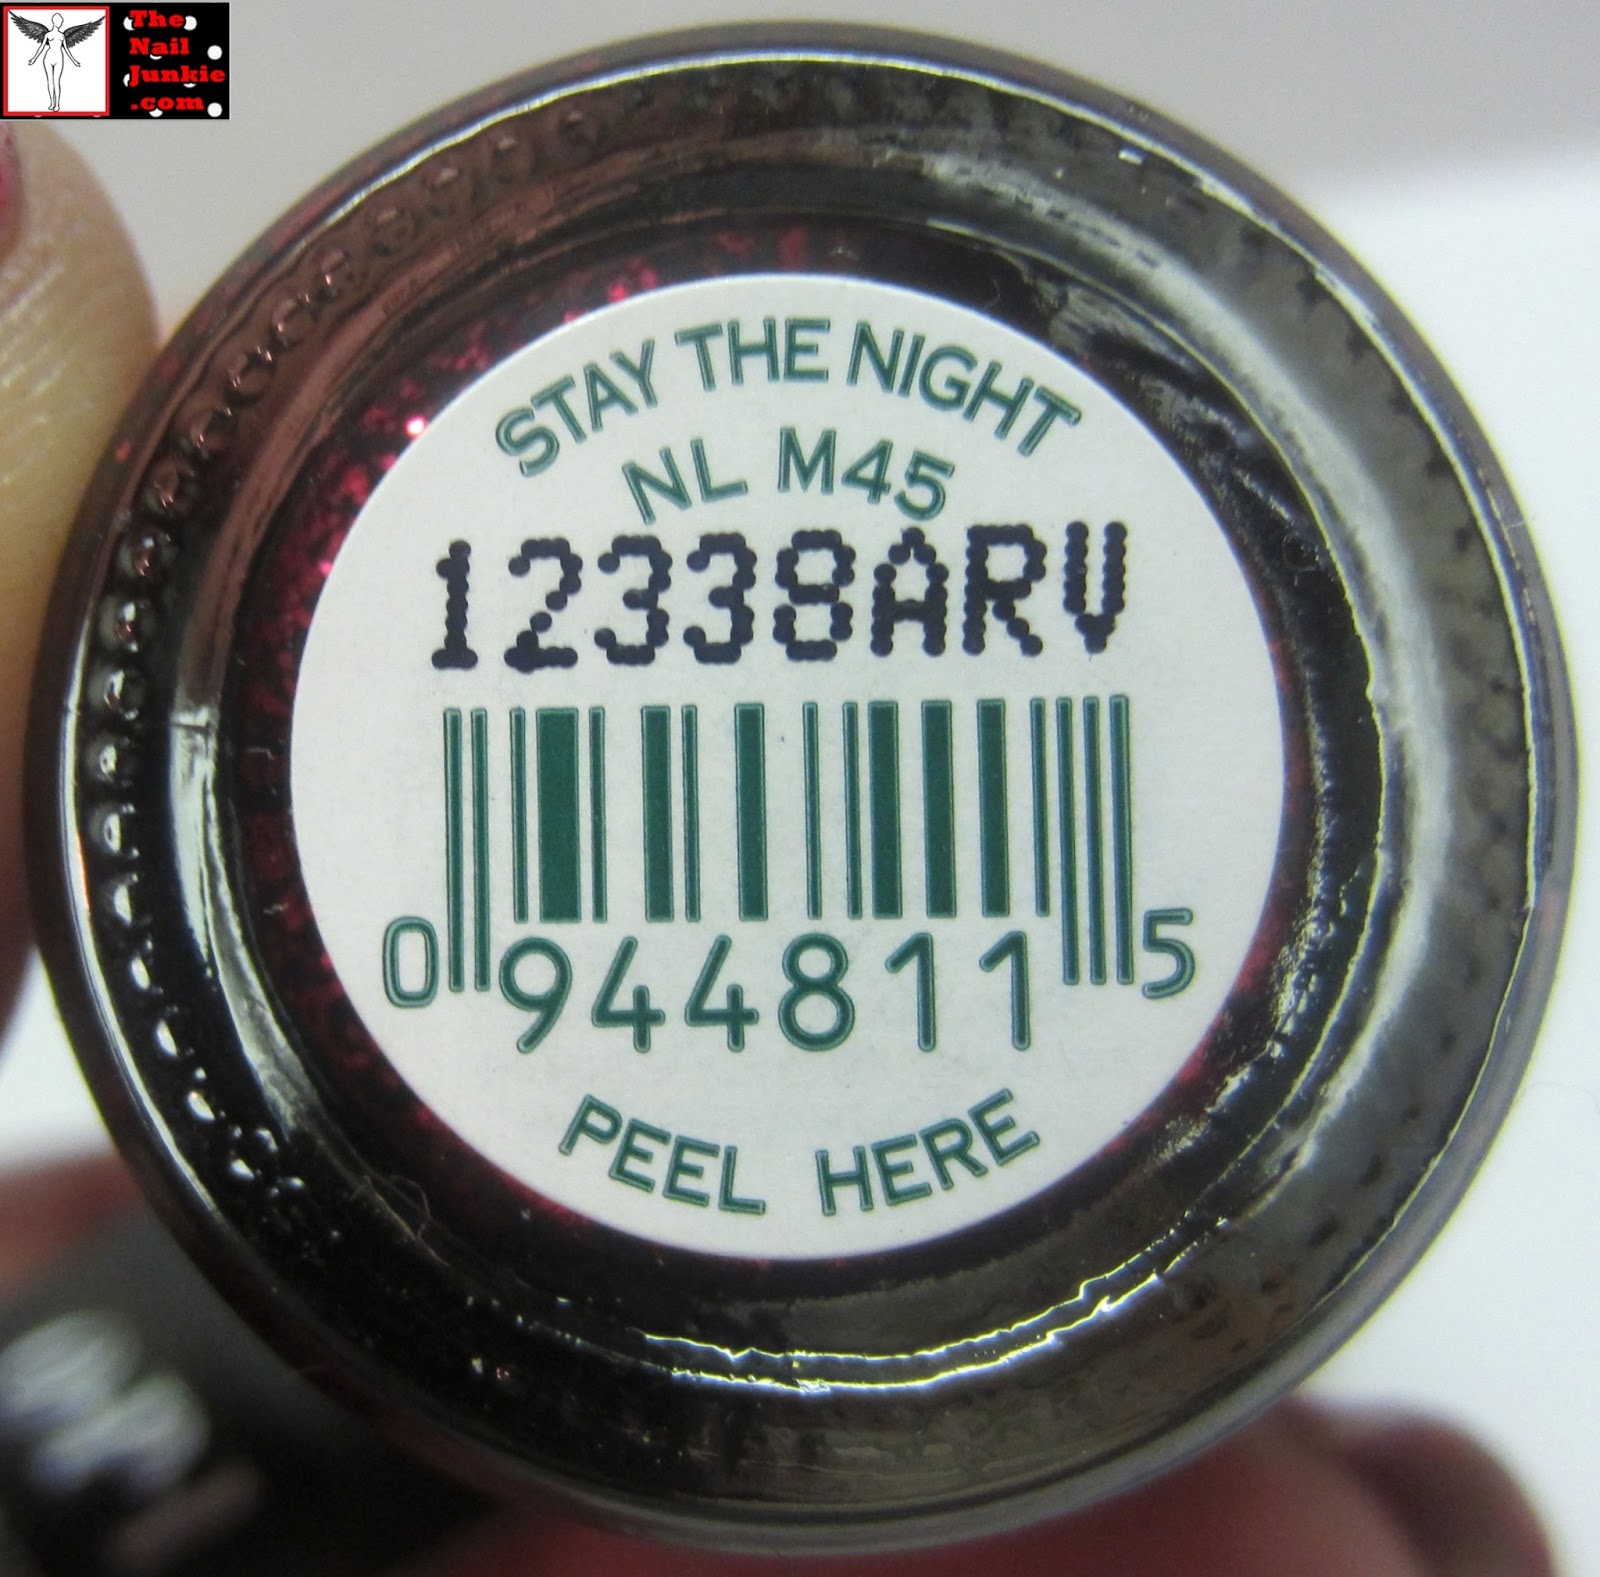 The
Nail
Junkie
.com
STAY THE NIGHT
NL M45
12338ARV
0 944811 5
PEEL HERE